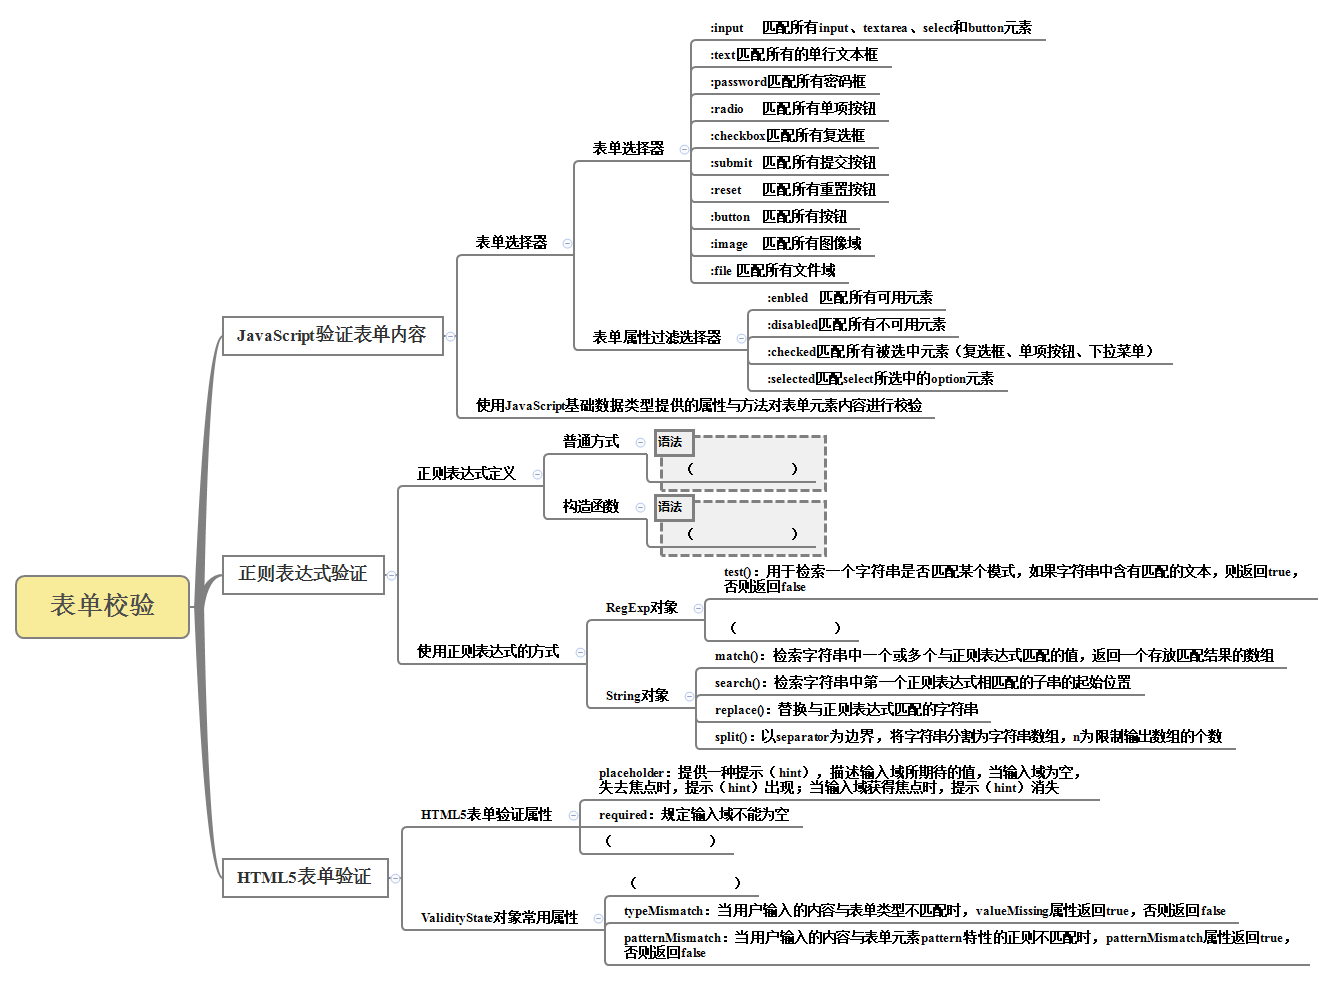 表单校验
JavaScript验证表单内容
表单选择器
表单选择器
:input 匹配所有input、textarea、select和button元素
:text匹配所有的单行文本框
:password匹配所有密码框
:radio 匹配所有单项按钮
:checkbox匹配所有复选框
:submit 匹配所有提交按钮
:reset 匹配所有重置按钮
:button 匹配所有按钮
:image 匹配所有图像域
:file 匹配所有文件域
表单属性过滤选择器
:enbled 匹配所有可用元素
:disabled匹配所有不可用元素
:checked匹配所有被选中元素（复选框、单项按钮、下拉菜单）
:selected匹配select所选中的option元素
使用JavaScript基础数据类型提供的属性与方法对表单元素内容进行校验
正则表达式验证
正则表达式定义
普通方式
语法
（ ）
构造函数
语法
（ ）
使用正则表达式的方式
RegExp对象
test()：用于检索一个字符串是否匹配某个模式，如果字符串中含有匹配的文本，则返回true，
否则返回false
（ ）
String对象
match()：检索字符串中一个或多个与正则表达式匹配的值，返回一个存放匹配结果的数组
search()：检索字符串中第一个正则表达式相匹配的子串的起始位置
replace()：替换与正则表达式匹配的字符串
split()：以separator为边界，将字符串分割为字符串数组，n为限制输出数组的个数
HTML5表单验证
HTML5表单验证属性
placeholder：提供一种提示（hint），描述输入域所期待的值，当输入域为空，
失去焦点时，提示（hint）出现；当输入域获得焦点时，提示（hint）消失
required：规定输入域不能为空
（ ）
ValidityState对象常用属性
（ ）
typeMismatch：当用户输入的内容与表单类型不匹配时，valueMissing属性返回true，否则返回false
patternMismatch：当用户输入的内容与表单元素pattern特性的正则不匹配时，patternMismatch属性返回true，
否则返回false